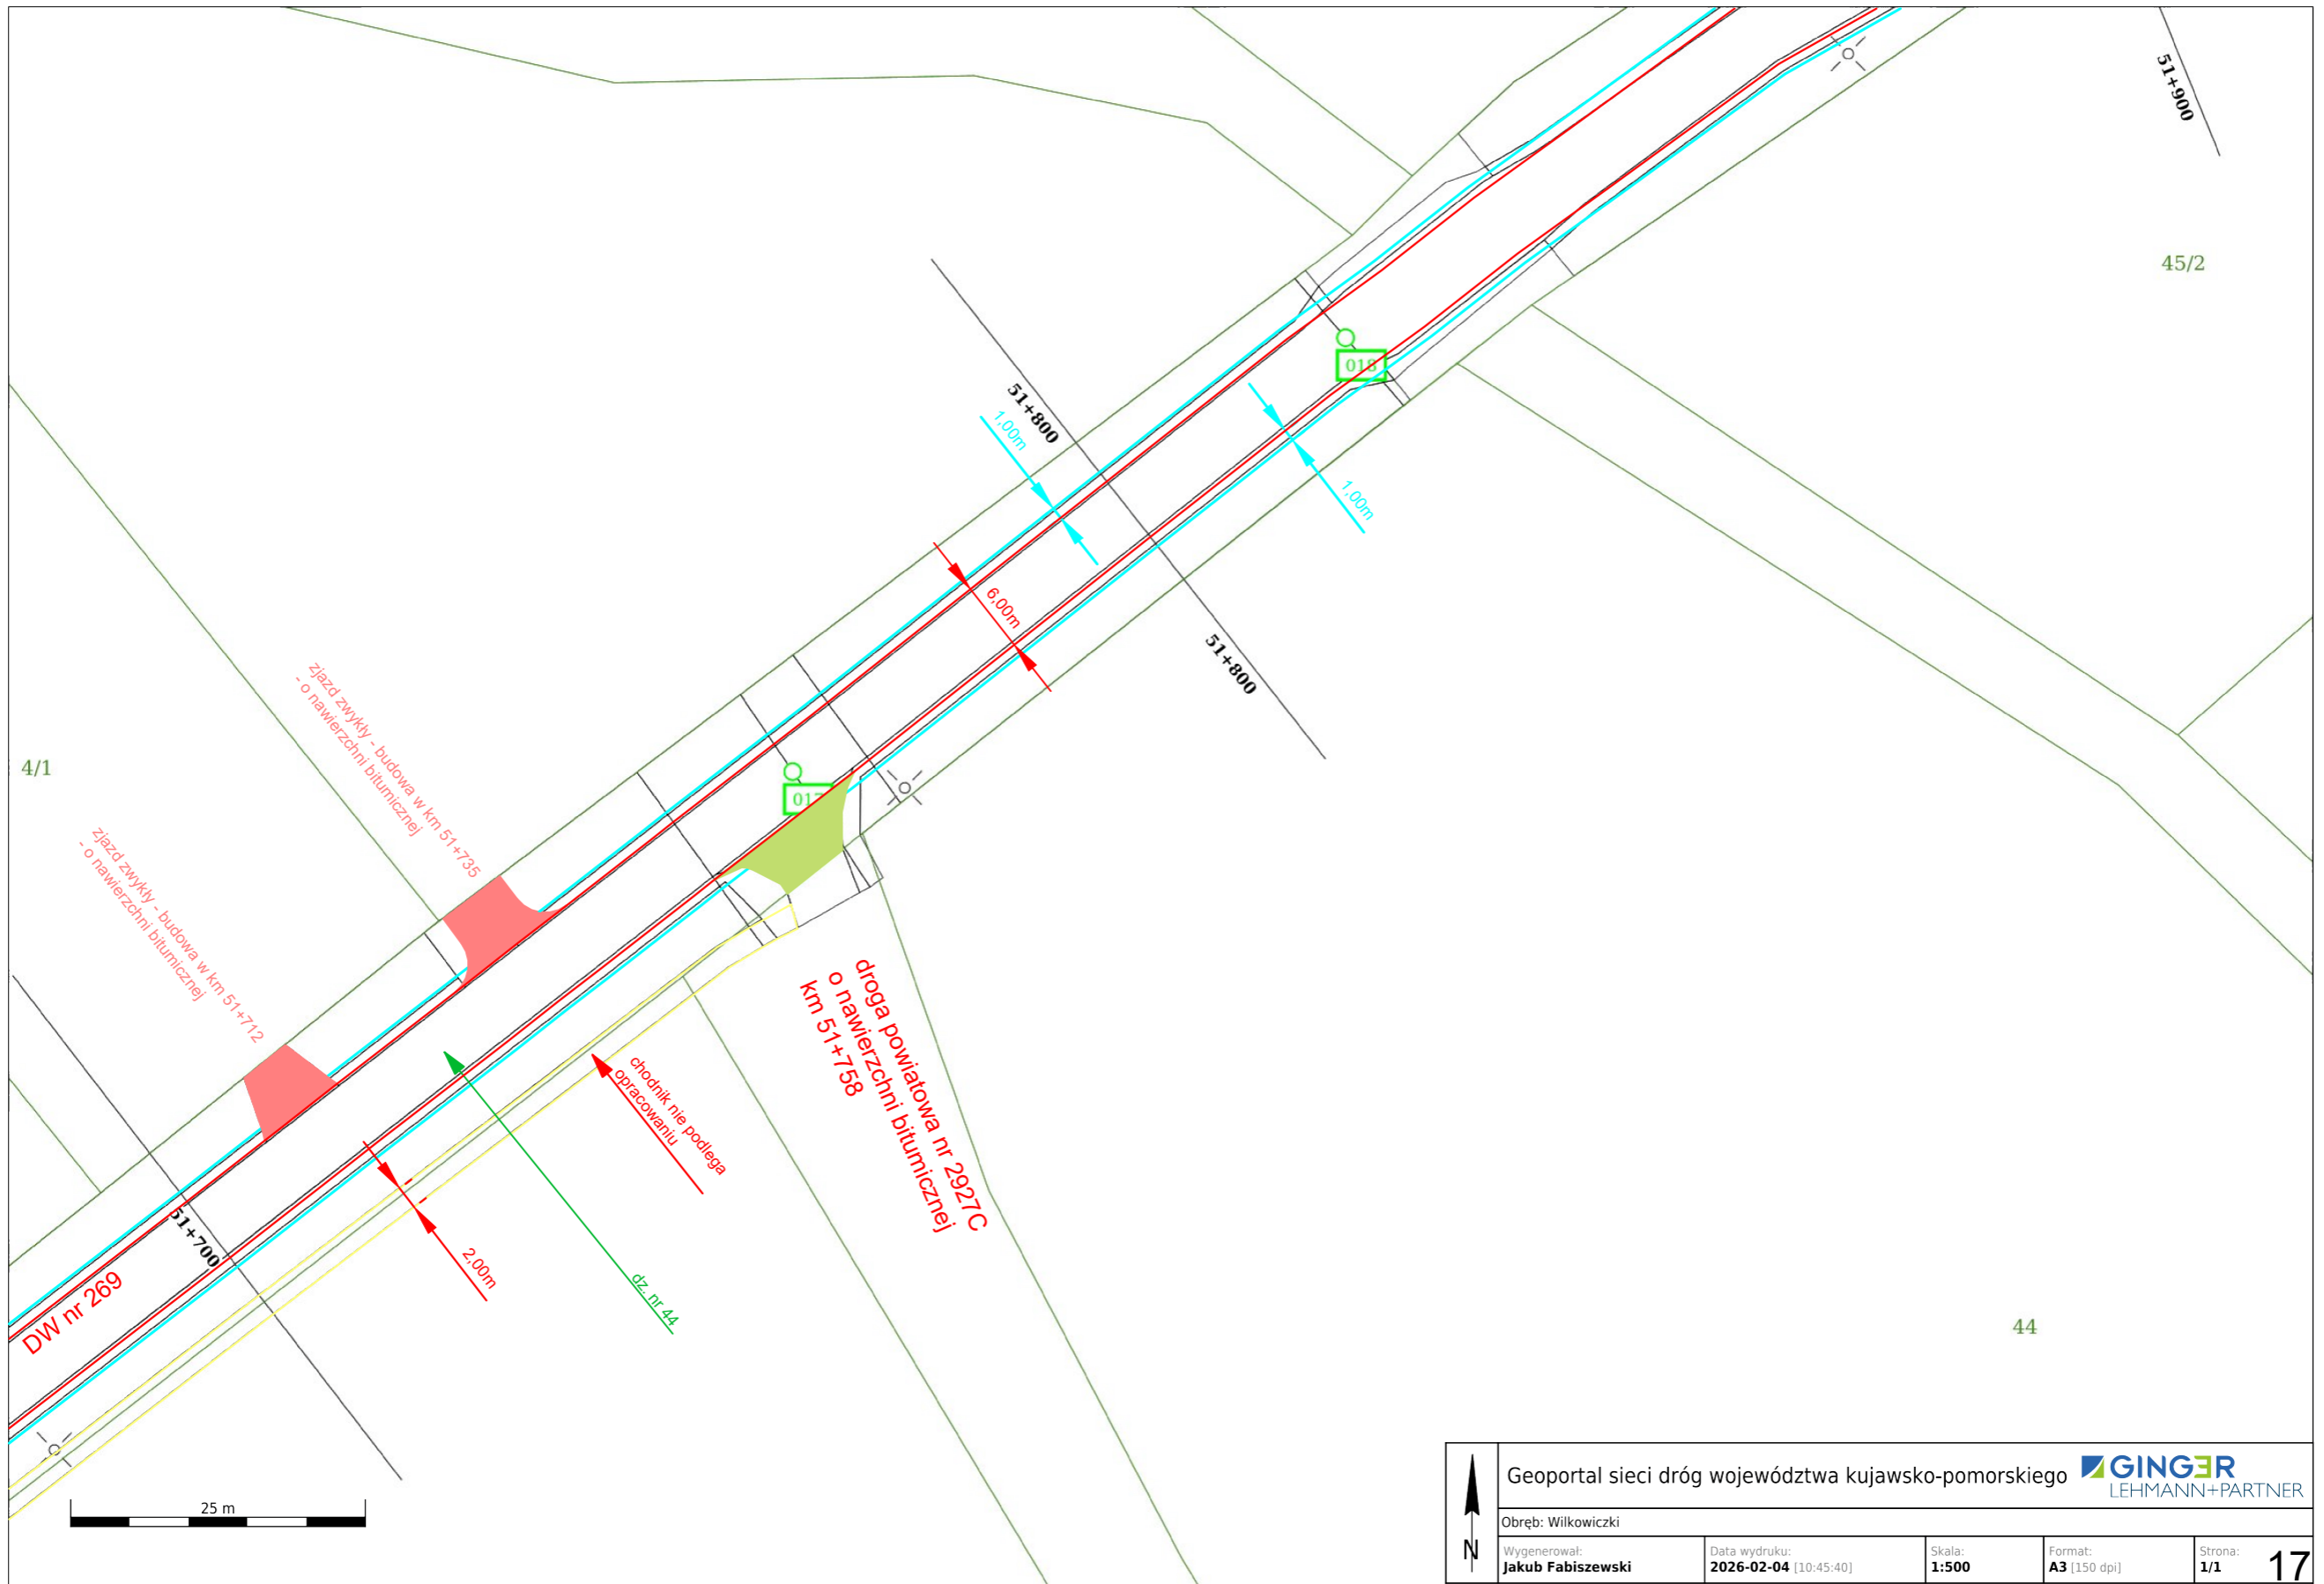 51+900
45/2
018
51+800
1,00m
1,00m
6,00m
51+800
4/1
zjazd zwykły - budowa w km 51+735
- o nawierzchni bitumicznej
017
zjazd zwykły - budowa w km 51+712
- o nawierzchni bitumicznej
droga powiatowa nr 2927C
o nawierzchni bitumicznej
km 51+758
chodnik nie podlega
opracowaniu
51+700
2,00m
dz. nr 44
DW nr 269
44
25 m
N
Geoportal sieci dróg województwa kujawsko-pomorskiego
GINGER
LEHMANN+PARTNER
Obręb: Wilkowiczki
Wygenerował:
Jakub Fabiszewski
Data wydruku:
2026-02-04 [10:45:40]
Skala:
1:500
Format:
A3 [150 dpi]
Strona:
1/1
17